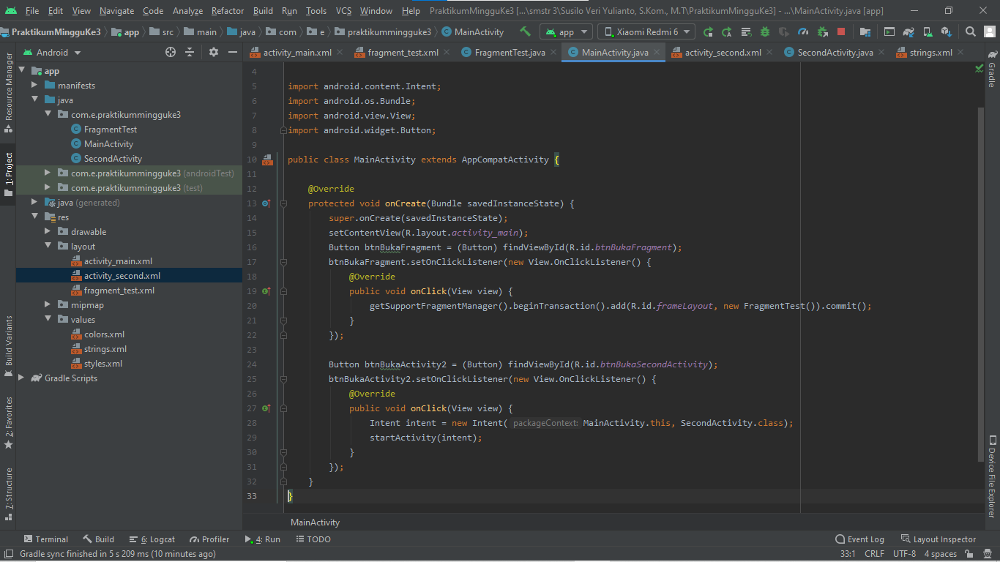 File Edit View Navigate Code Analyze Refactor Build Run Tools VCS Window Help PraktikumMingguKe3 [...\smstr 3\Susilo Veri Yulianto, S.Kom., M.T\PraktikumMingguKe3] - ...\MainActivity.java [app]
PraktikumMingguKe3 app src main java com e praktikummingguke3 MainActivity app Xiaomi Redmi 6
Android activity_main.xml fragment_test.xml FragmentTest.java MainActivity.java activity_second.xml SecondActivity.java strings.xml
Resource Manager
1: Project
Build Variants
2: Favorites
7: Structure
app
manifests
java
com.e.praktikummingguke3
FragmentTest
MainActivity
SecondActivity
com.e.praktikummingguke3 (androidTest)
com.e.praktikummingguke3 (test)
java (generated)
res
drawable
layout
activity_main.xml
activity_second.xml
fragment_test.xml
mipmap
values
colors.xml
strings.xml
styles.xml
Gradle Scripts
4
5 import android.content.Intent;
6 import android.os.Bundle;
7 import android.view.View;
8 import android.widget.Button;
9
10 public class MainActivity extends AppCompatActivity {
11
12 @Override
13 protected void onCreate(Bundle savedInstanceState) {
14 super.onCreate(savedInstanceState);
15 setContentView(R.layout.activity_main);
16 Button btnBukaFragment = (Button) findViewById(R.id.btnBukaFragment);
17 btnBukaFragment.setOnClickListener(new View.OnClickListener() {
18 @Override
19 public void onClick(View view) {
20 getSupportFragmentManager().beginTransaction().add(R.id.frameLayout, new FragmentTest()).commit();
21 }
22 });
23
24 Button btnBukaActivity2 = (Button) findViewById(R.id.btnBukaSecondActivity);
25 btnBukaActivity2.setOnClickListener(new View.OnClickListener() {
26 @Override
27 public void onClick(View view) {
28 Intent intent = new Intent( packageContext: MainActivity.this, SecondActivity.class);
29 startActivity(intent);
30 }
31 });
32 }
33 }
MainActivity
Gradle
Device File Explorer
Terminal Build 6: Logcat Profiler 4: Run TODO Event Log Layout Inspector
Gradle sync finished in 5 s 209 ms (10 minutes ago) 33:1 CRLF UTF-8 4 spaces